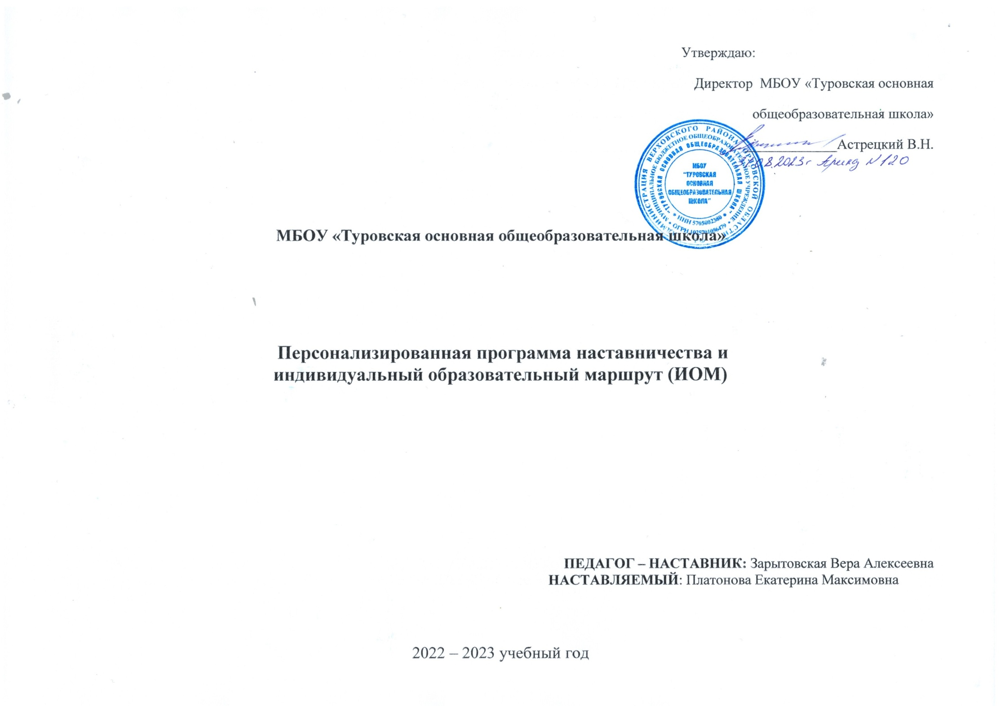 Утверждаю:
Директор МБОУ «Туровская основная
общеобразовательная школа»
Астрецкий В.Н.
31.08.2023г Приказ N 120
АДМИНИСТРАЦИЯ ВЕРХОВСКОГО РАЙОНА ОРЛОВСКОЙ ОБЛАСТИ
МУНИЦИПАЛЬНОЕ БЮДЖЕТНОЕ ОБЩЕОБРАЗОВАТЕЛЬНОЕ УЧРЕЖДЕНИЕ • ОГРН 1025701056479 •
"ТУРОВСКАЯ ОСНОВНАЯ ОБЩЕОБРАЗОВАТЕЛЬНАЯ ШКОЛА" * ИНН 5705002380 *
МБОУ
"ТУРОВСКАЯ
ОСНОВНАЯ
ОБЩЕОБРАЗОВАТЕЛЬНАЯ
ШКОЛА"
МБОУ «Туровская основная общеобразовательная школа»
Персонализированная программа наставничества и
индивидуальный образовательный маршрут (ИОМ)
ПЕДАГОГ – НАСТАВНИК: Зарытовская Вера Алексеевна
НАСТАВЛЯЕМЫЙ: Платонова Екатерина Максимовна
2022 – 2023 учебный год